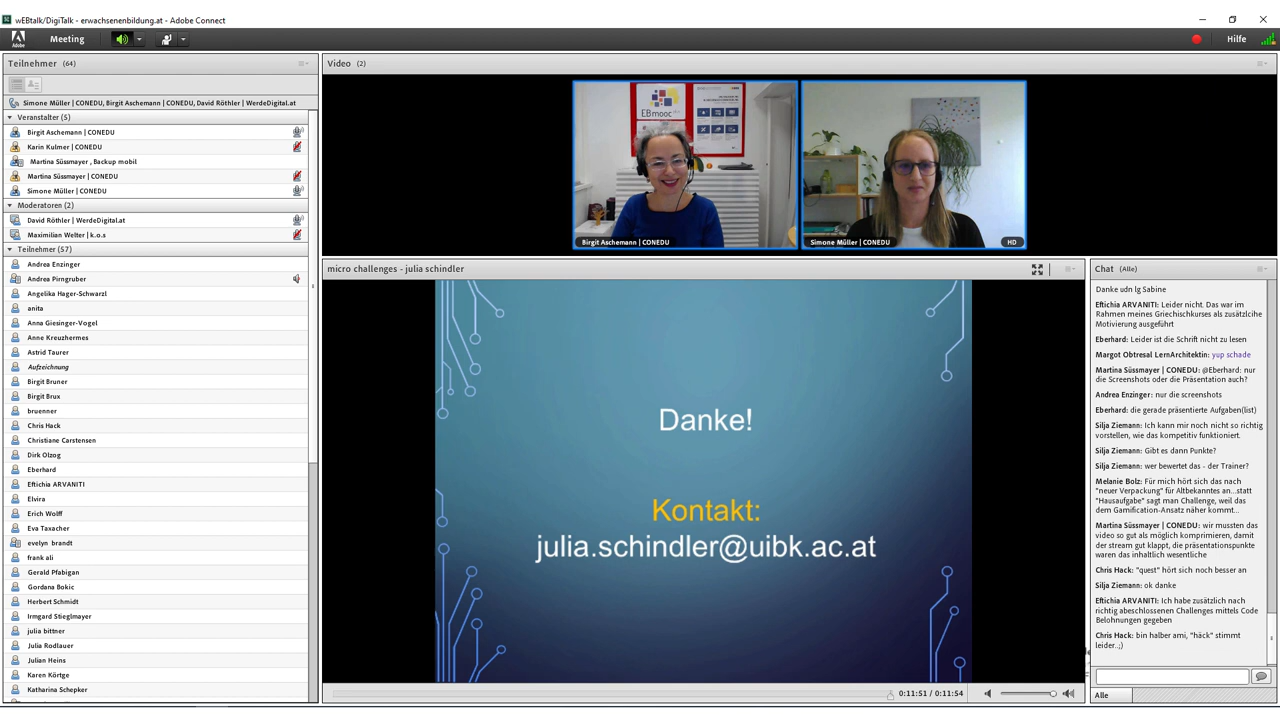 wEBtalk/DigiTalk - erwachsenenbildung.at - Adobe Connect
Adobe
Meeting
Hilfe
Teilnehmer (64)
Simone Müller | CONEDU, Birgit Aschemann | CONEDU, David Röthler | WerdeDigital.at
Veranstalter (5)
Birgit Aschemann | CONEDU
Karin Kulmer | CONEDU
Martina Süssmayer , Backup mobil
Martina Süssmayer | CONEDU
Simone Müller | CONEDU
Moderatoren (2)
David Röthler | WerdeDigital.at
Maximilian Welter | k.o.s
Teilnehmer (57)
Andrea Enzinger
Andrea Pirngruber
Angelika Hager-Schwarzl
anita
Anna Giesinger-Vogel
Anne Kreuzhermes
Astrid Taurer
Aufzeichnung
Birgit Bruner
Birgit Brux
bruenner
Chris Hack
Christiane Carstensen
Dirk Olzog
Eberhard
Eftichia ARVANITI
Elvira
Erich Wolff
Eva Taxacher
evelyn brandt
frank ali
Gerald Pfabigan
Gordana Bokic
Herbert Schmidt
Irmgard Stieglmayer
julia bittner
Julia Rodlauer
Julian Heins
Karen Körtge
Katharina Schepker
Video (2)
EBmooc
Birgit Aschemann | CONEDU
Simone Müller | CONEDU
HD
micro challenges - julia schindler
Danke!
Kontakt:
julia.schindler@uibk.ac.at
0:11:51 / 0:11:54
Chat (Alle)
Danke udn lg Sabine
Eftichia ARVANITI: Leider nicht. Das war im
Rahmen meines Griechischkurses als zusätzlcihe
Motivierung ausgeführt
Eberhard: Leider ist die Schrift nicht zu lesen
Margot Obtresal LernArchitektin: yup schade
Martina Süssmayer | CONEDU: @Eberhard: nur
die Screenshots oder die Präsentation auch?
Andrea Enzinger: nur die screenshots
Eberhard: die gerade präsentierte Aufgaben(list)
Silja Ziemann: Ich kann mir noch nicht so richtig
vorstellen, wie das kompetitiv funktioniert.
Silja Ziemann: Gibt es dann Punkte?
Silja Ziemann: wer bewertet das - der Trainer?
Melanie Bolz: Für mich hört sich das nach
"neuer Verpackung" für Altbekanntes an...statt
"Hausaufgabe" sagt man Challenge, weil das
dem Gamification-Ansatz näher kommt...
Martina Süssmayer | CONEDU: wir mussten das
video so gut als möglich komprimieren, damit
der stream gut klappt, die präsentationspunkte
waren das inhaltlich wesentliche
Chris Hack: "quest" hört sich noch besser an
Silja Ziemann: ok danke
Eftichia ARVANITI: Ich habe zusätzlich nach
richtig abeschlossenen Challenges mittels Code
Belohnungen gegeben
Chris Hack: bin halber ami, "häck" stimmt
leider..;)
Alle